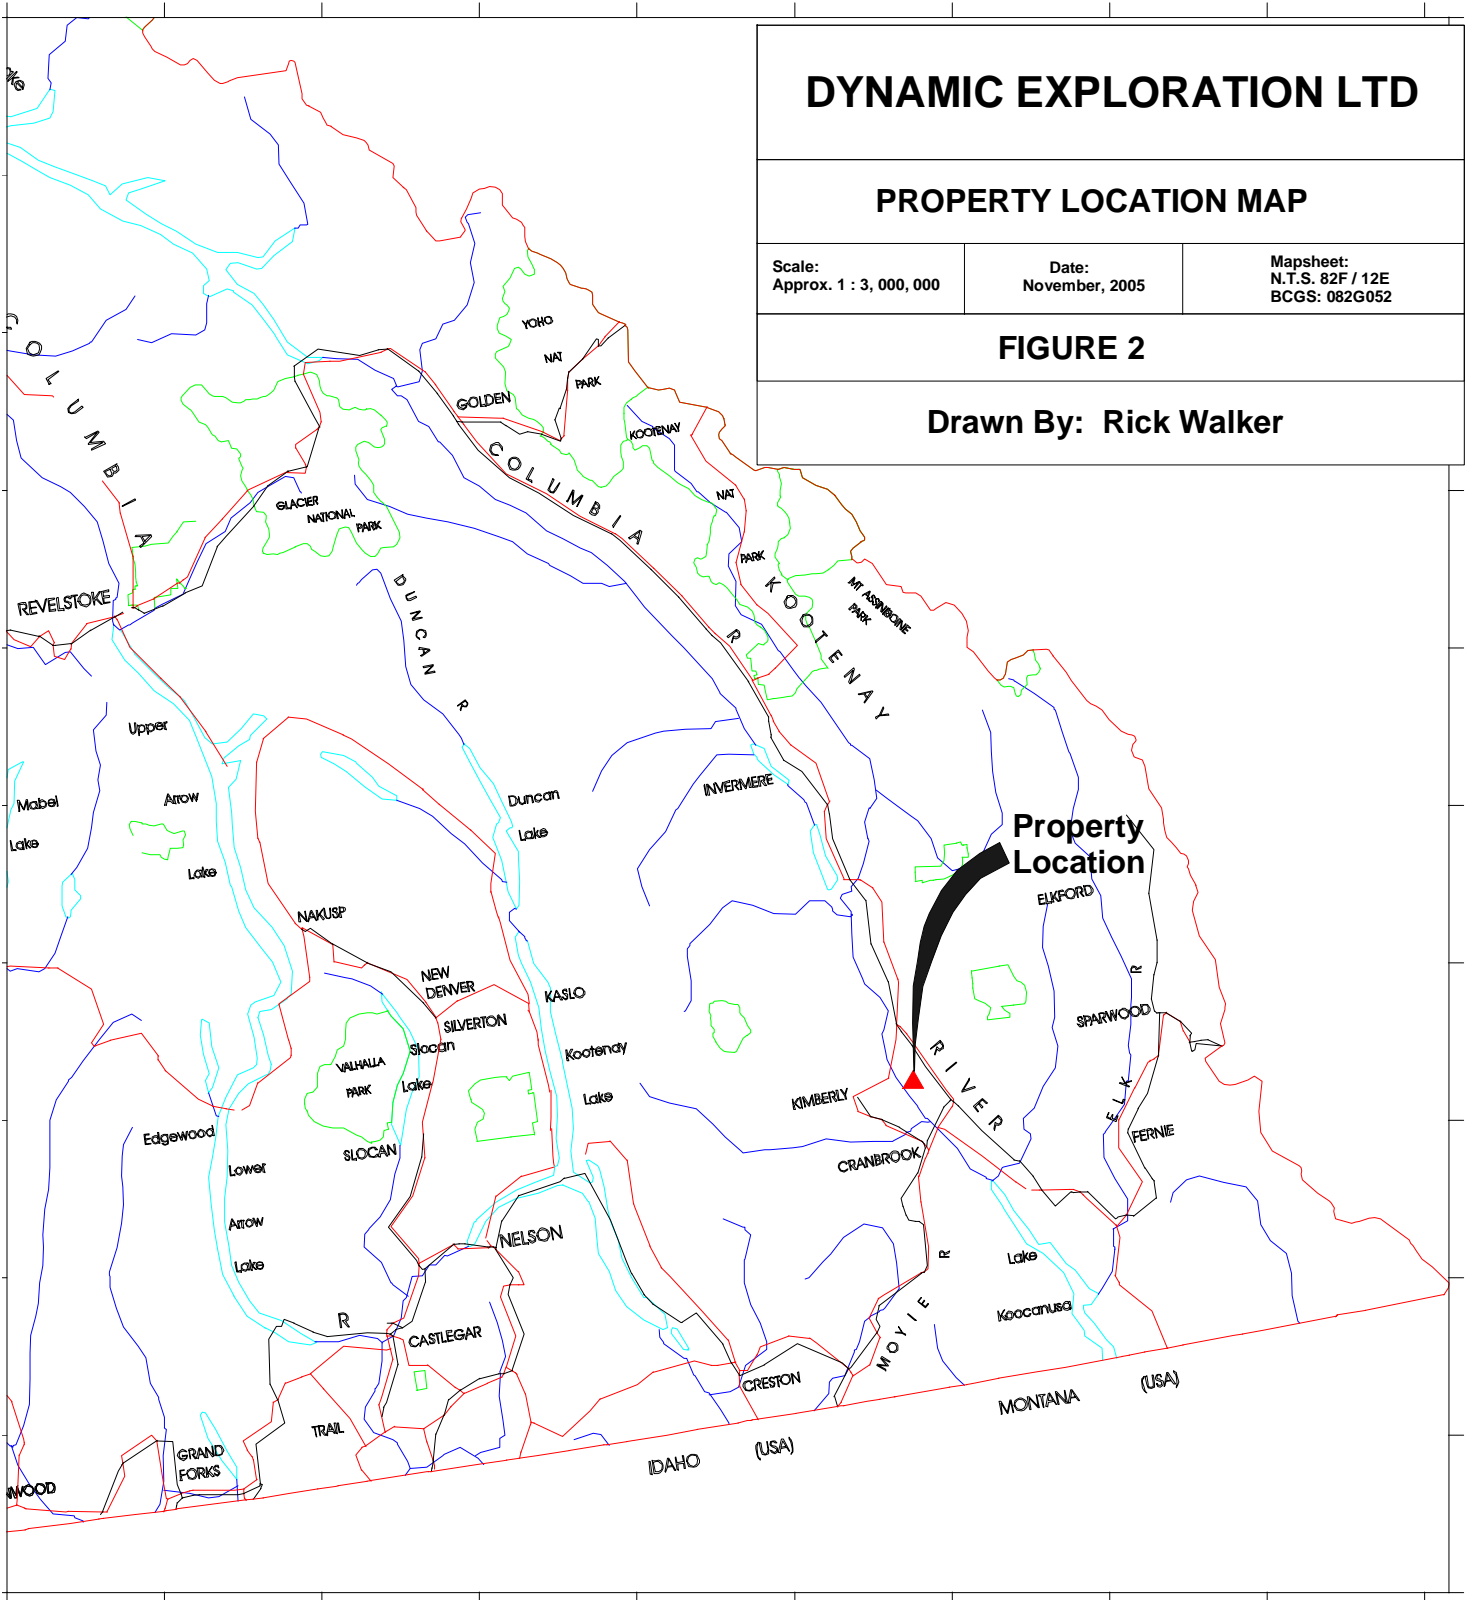 DYNAMIC EXPLORATION LTD
PROPERTY LOCATION MAP
Scale:
Approx. 1 : 3, 000, 000
Date:
November, 2005
Mapsheet:
N.T.S. 82F / 12E
BCGS: 082G052
FIGURE 2
Drawn By: Rick Walker
COLUMBIA
YOHO
NAT
PARK
GOLDEN
KOOTENAY
NAT
PARK
COLUMBIA R
GLACIER
NATIONAL
PARK
KOOTENAY
MT ASSINIBOINE
PARK
REVELSTOKE
DUNCAN R
Upper
Arrow
Lake
Mabel
Lake
Duncan
Lake
INVERMERE
Property
Location
ELKFORD
NAKUSP
NEW
DENVER
KASLO
SILVERTON
Slocan
Lake
VALHALLA
PARK
Kootenay
Lake
SPARWOOD
RIVER
KIMBERLY
ELK R
FERNIE
Edgewood
SLOCAN
CRANBROOK
Lower
Arrow
Lake
NELSON
Lake
Koocanusa
R
CASTLEGAR
MOYIE R
CRESTON
TRAIL
GRAND
FORKS
NWOOD
IDAHO (USA)
MONTANA (USA)